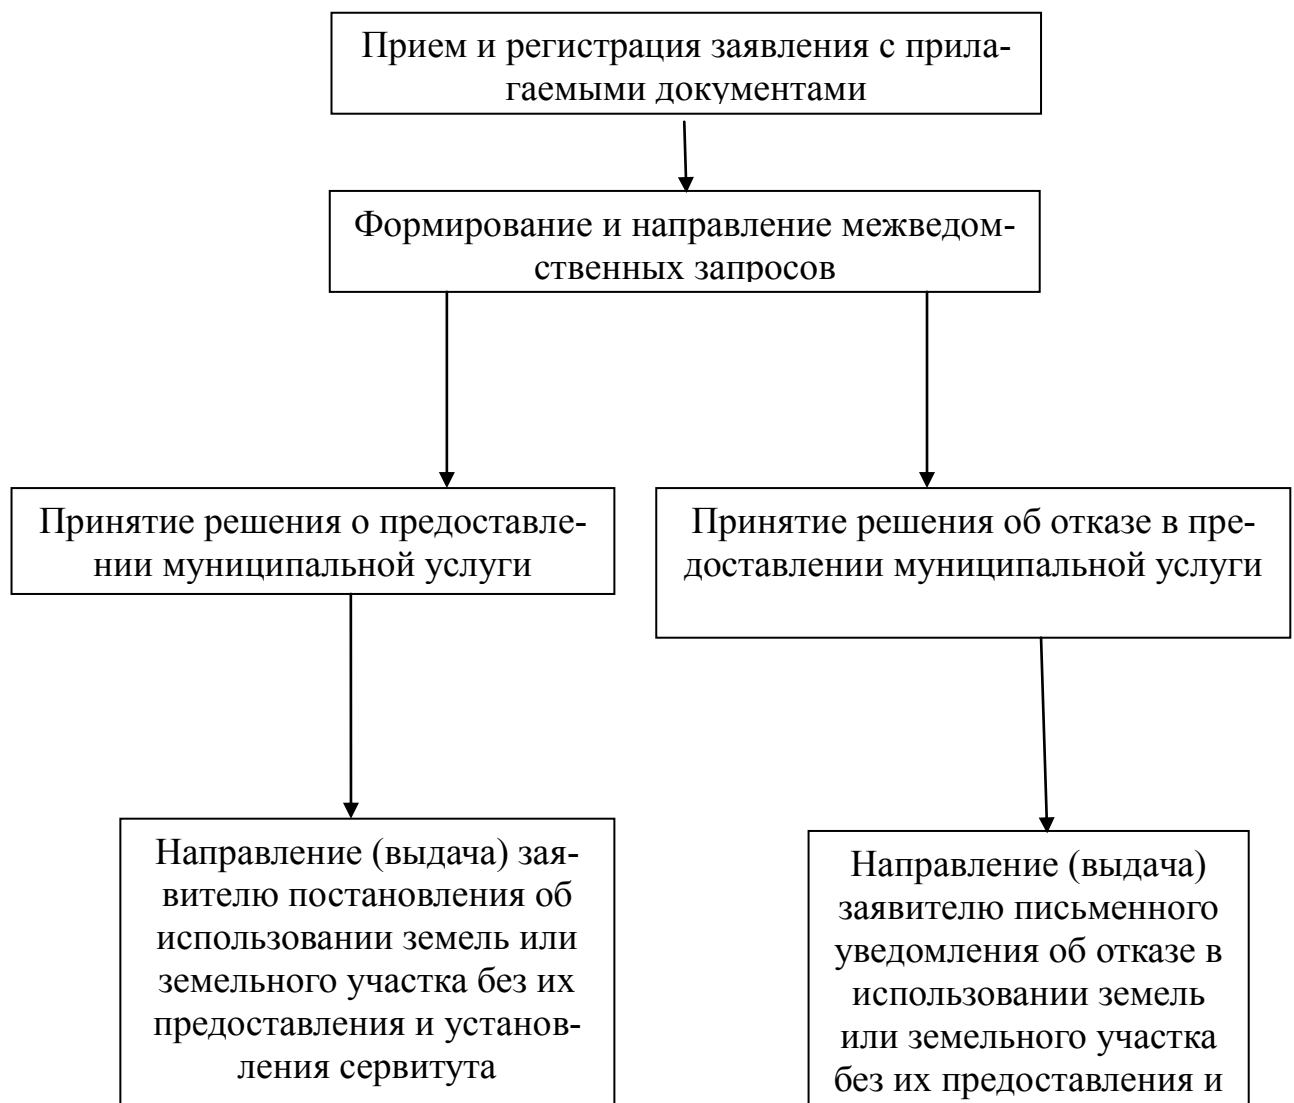 Прием и регистрация заявления с прила-
гаемыми документами
Формирование и направление межведом-
ственных запросов
Принятие решения о предоставле-
нии муниципальной услуги
Принятие решения об отказе в пре-
доставлении муниципальной услуги
Направление (выдача) зая-
вителю постановления об
использовании земель или
земельного участка без их
предоставления и установ-
ления сервитута
Направление (выдача)
заявителю письменного
уведомления об отказе в
использовании земель
или земельного участка
без их предоставления и